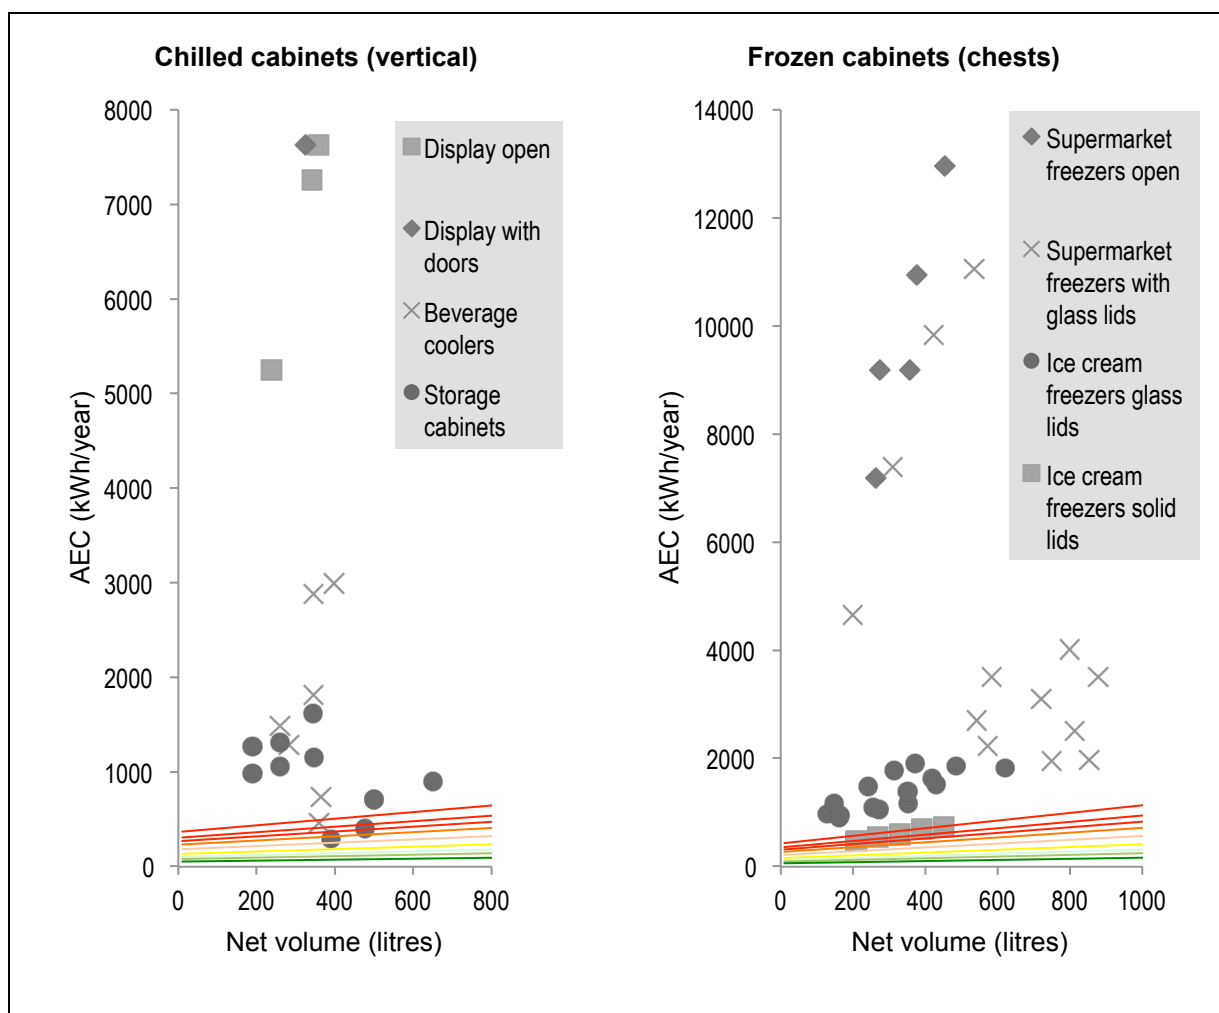 Chilled cabinets (vertical)
8000
7000
6000
5000
4000
3000
2000
1000
0
AEC (kWh/year)
0 200 400 600 800
Net volume (litres)
Display open
Display with
doors
Beverage
coolers
Storage
cabinets
Frozen cabinets (chests)
14000
12000
10000
8000
6000
4000
2000
0
AEC (kWh/year)
0 200 400 600 800 1000
Net volume (litres)
Supermarket
freezers open
Supermarket
freezers with
glass lids
Ice cream
freezers glass
lids
Ice cream
freezers solid
lids